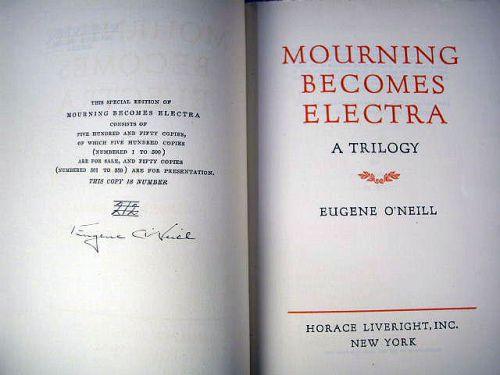 THIS SPECIAL EDITION OF
MOURNING BECOMES ELECTRA
CONSISTS OF
FIVE HUNDRED AND FIFTY COPIES,
OF WHICH FIVE HUNDRED COPIES
(NUMBERED 1 TO 500)
ARE FOR SALE, AND FIFTY COPIES
(NUMBERED 501 TO 550) ARE FOR PRESENTATION.
THIS COPY IS NUMBER
Eugene O'Neill
MOURNING
BECOMES
ELECTRA
A TRILOGY
EUGENE O'NEILL
HORACE LIVERIGHT, INC.
NEW YORK